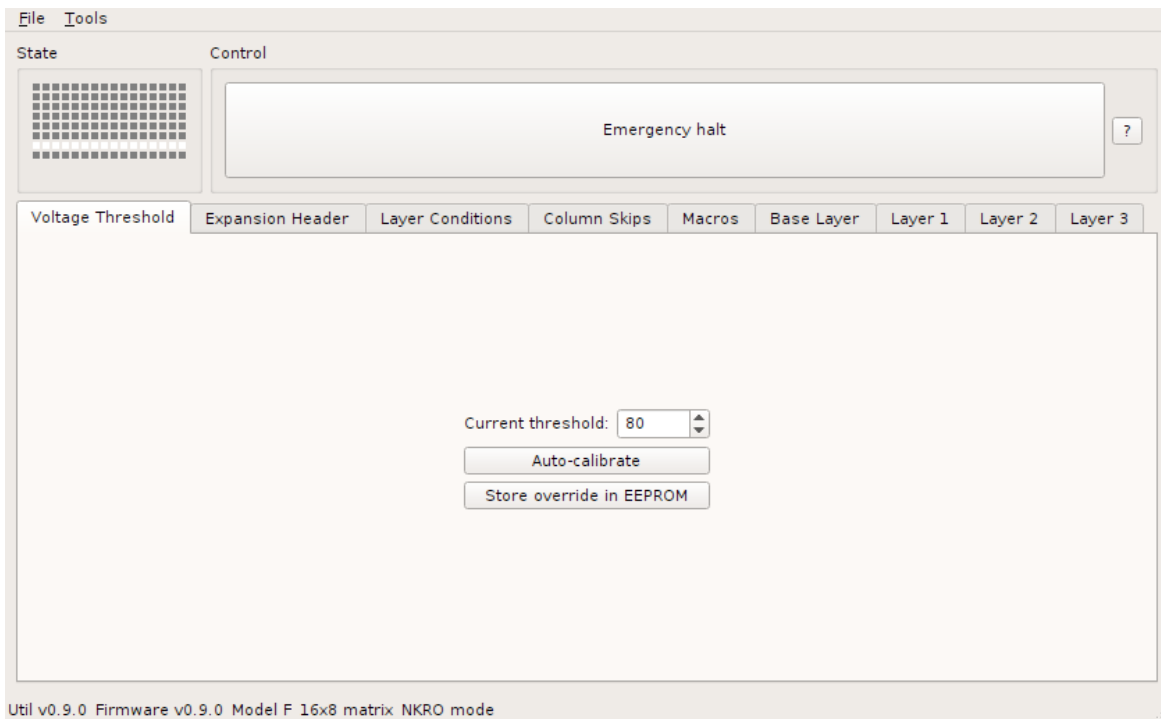 File Tools
State Control
Emergency halt
?
Voltage Threshold Expansion Header Layer Conditions Column Skips Macros Base Layer Layer 1 Layer 2 Layer 3
Current threshold: 80
Auto-calibrate
Store override in EEPROM
Util v0.9.0 Firmware v0.9.0 Model F 16x8 matrix NKRO mode